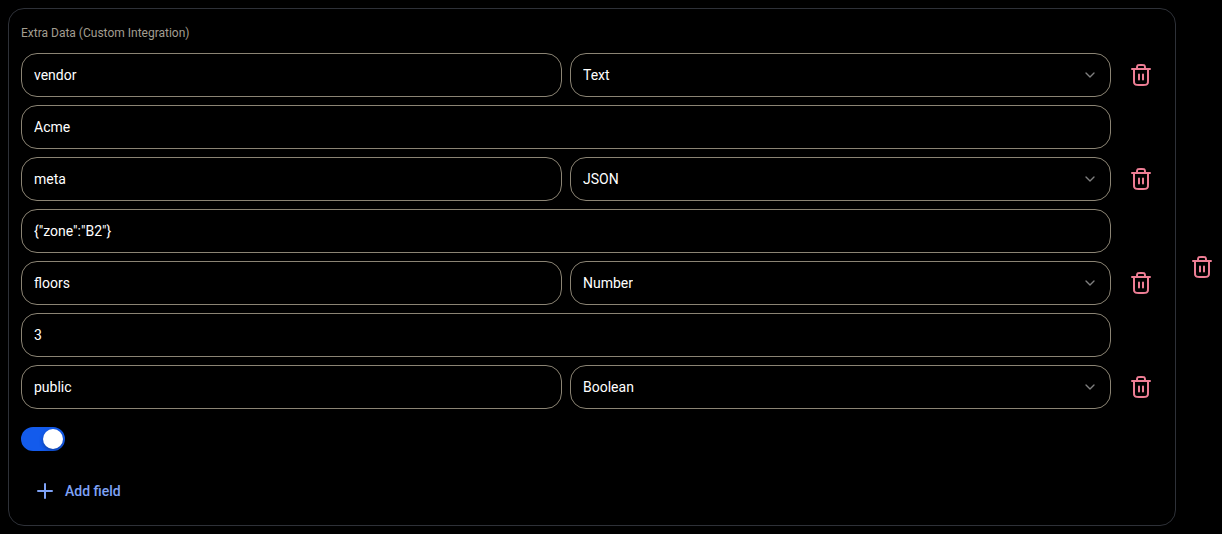 Extra Data (Custom Integration)
vendor Text
Acme
meta JSON
{"zone":"B2"}
floors Number
3
public Boolean
Add field